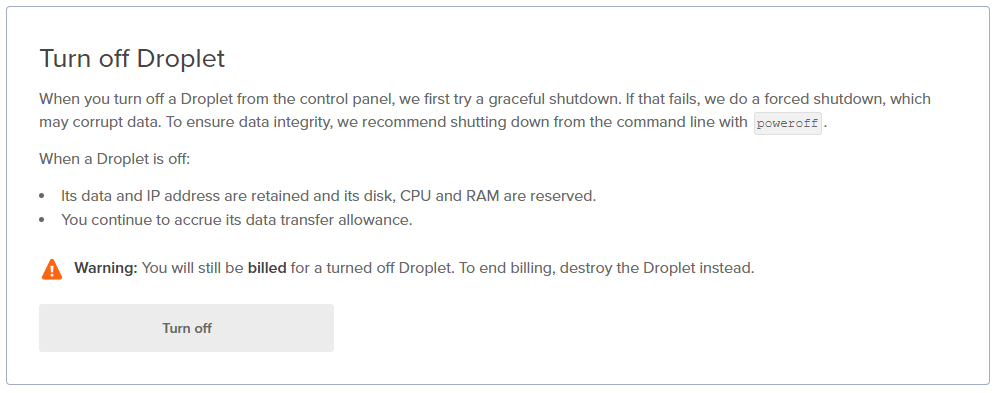 Turn off Droplet
When you turn off a Droplet from the control panel, we first try a graceful shutdown. If that fails, we do a forced shutdown, which
may corrupt data. To ensure data integrity, we recommend shutting down from the command line with poweroff.
When a Droplet is off:
• Its data and IP address are retained and its disk, CPU and RAM are reserved.
• You continue to accrue its data transfer allowance.
Warning: You will still be billed for a turned off Droplet. To end billing, destroy the Droplet instead.
Turn off